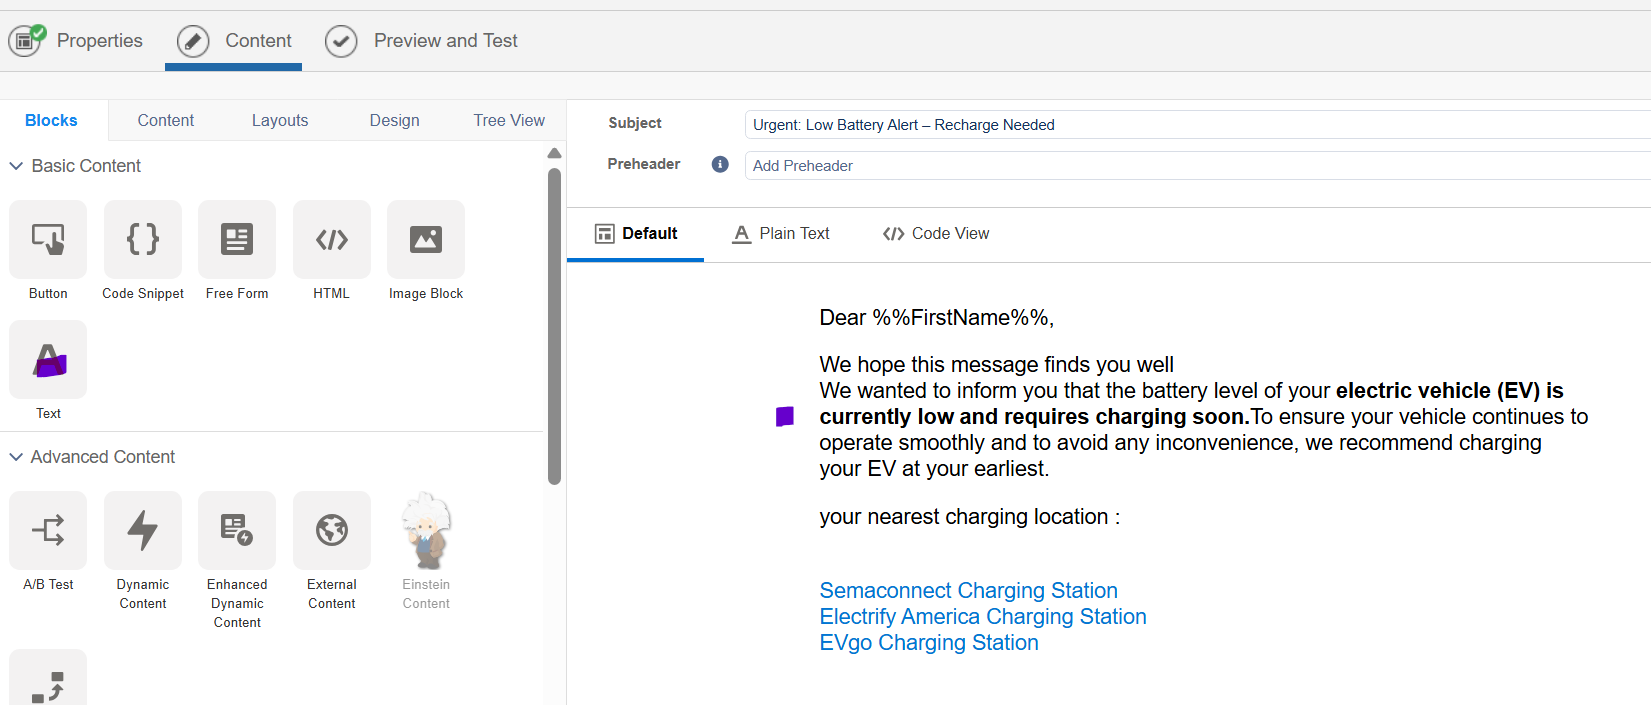 Properties
Content
Preview and Test
Blocks
Content
Layouts
Design
Tree View
Basic Content
Button
Code Snippet
Free Form
HTML
Image Block
Text
Advanced Content
A/B Test
Dynamic
Content
Enhanced
Dynamic
Content
External
Content
Einstein
Content
Subject
Urgent: Low Battery Alert – Recharge Needed
Preheader
Add Preheader
Default
Plain Text
Code View
Dear %%FirstName%%,
We hope this message finds you well
We wanted to inform you that the battery level of your electric vehicle (EV) is
currently low and requires charging soon.To ensure your vehicle continues to
operate smoothly and to avoid any inconvenience, we recommend charging
your EV at your earliest.
your nearest charging location :
Semaconnect Charging Station
Electrify America Charging Station
EVgo Charging Station